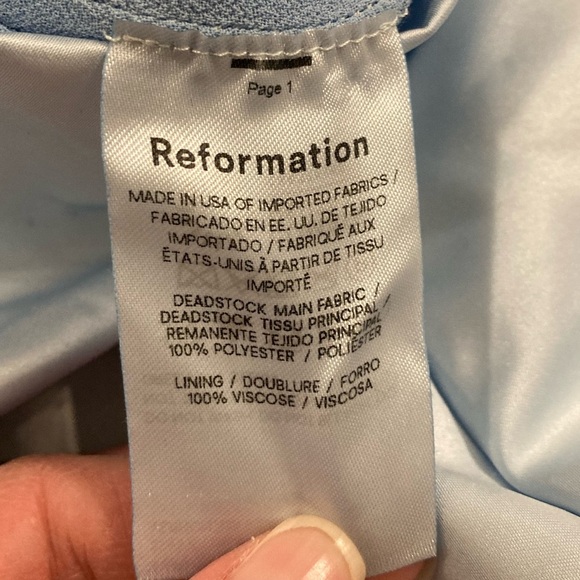 Page 1
Reformation
MADE IN USA OF IMPORTED FABRICS /
FABRICADO EN EE. UU. DE TEJIDO
IMPORTADO / FABRIQUÉ AUX
ÉTATS-UNIS À PARTIR DE TISSU
IMPORTÉ
DEADSTOCK MAIN FABRIC /
DEADSTOCK TISSU PRINCIPAL /
REMANENTE TEJIDO PRINCIPAL
100% POLYESTER / POLIÉSTER
LINING / DOUBLURE / FORRO
100% VISCOSE / VISCOSA